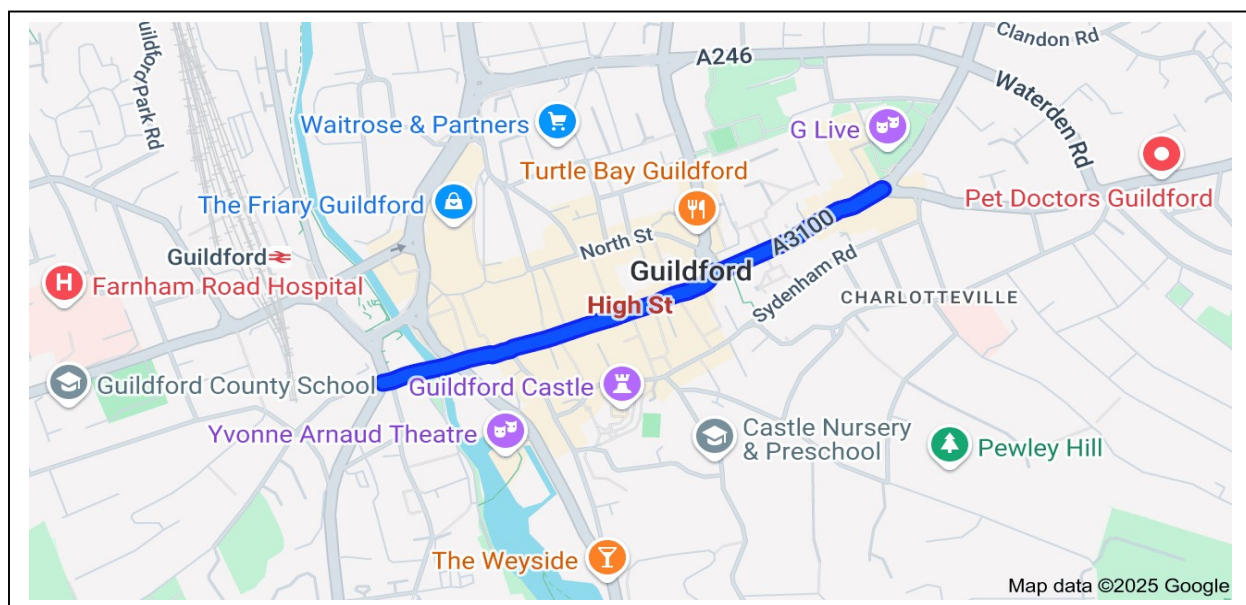 Clandon Rd
A246
Guildford Park Rd
Waterden Rd
Waitrose & Partners
G Live
Turtle Bay Guildford
Pet Doctors Guildford
The Friary Guildford
A3100
North St
Guildford
Guildford
Sydenham Rd
Farnham Road Hospital
H
CHARLOTTEVILLE
High St
Guildford County School
Guildford Castle
Yvonne Arnaud Theatre
Castle Nursery
& Preschool
Pewley Hill
The Weyside
Map data ©2025 Google